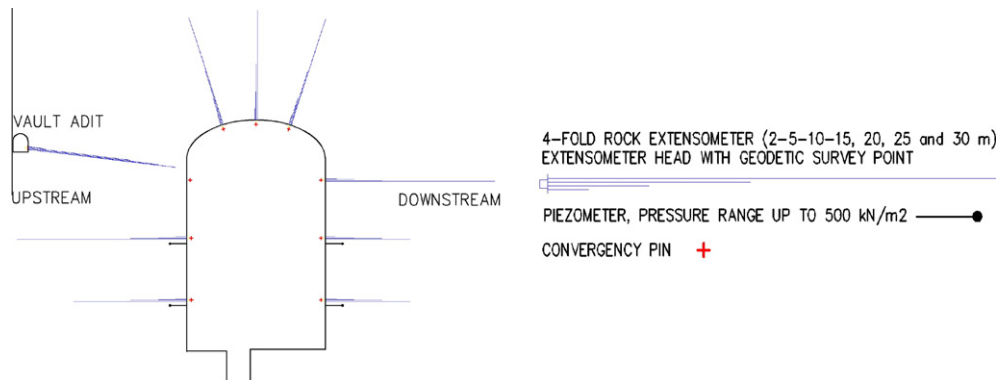 VAULT ADIT
UPSTREAM
DOWNSTREAM
4-FOLD ROCK EXTENSOMETER (2-5-10-15, 20, 25 and 30 m)
EXTENSOMETER HEAD WITH GEODETIC SURVEY POINT
PIEZOMETER, PRESSURE RANGE UP TO 500 kN/m2
CONVERGENCY PIN